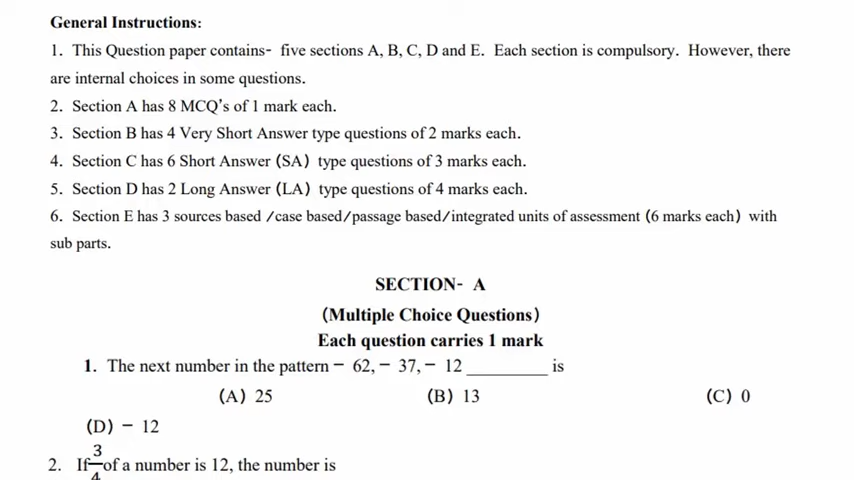 General Instructions:
1. This Question paper contains- five sections A, B, C, D and E. Each section is compulsory. However, there
are internal choices in some questions.
2. Section A has 8 MCQ's of 1 mark each.
3. Section B has 4 Very Short Answer type questions of 2 marks each.
4. Section C has 6 Short Answer (SA) type questions of 3 marks each.
5. Section D has 2 Long Answer (LA) type questions of 4 marks each.
6. Section E has 3 sources based /case based/passage based/integrated units of assessment (6 marks each) with
sub parts.
SECTION- A
(Multiple Choice Questions)
Each question carries 1 mark
1. The next number in the pattern – 62, – 37, – 12 _________ is
(A) 25 (B) 13 (C) 0
(D) – 12
2. If 3/4 of a number is 12, the number is